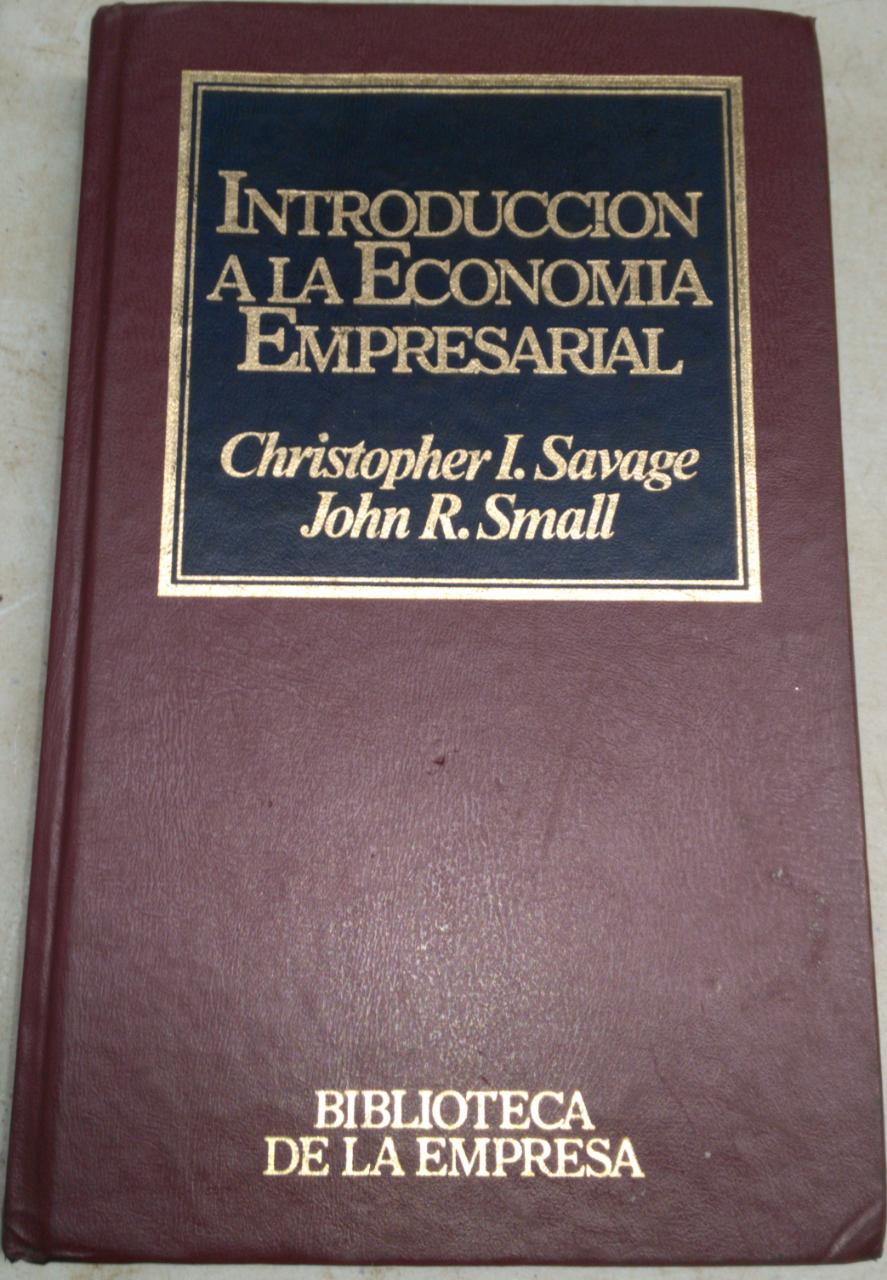 INTRODUCCION
A LA ECONOMIA
EMPRESARIAL
Christopher I. Savage
John R. Small
BIBLIOTECA
DE LA EMPRESA